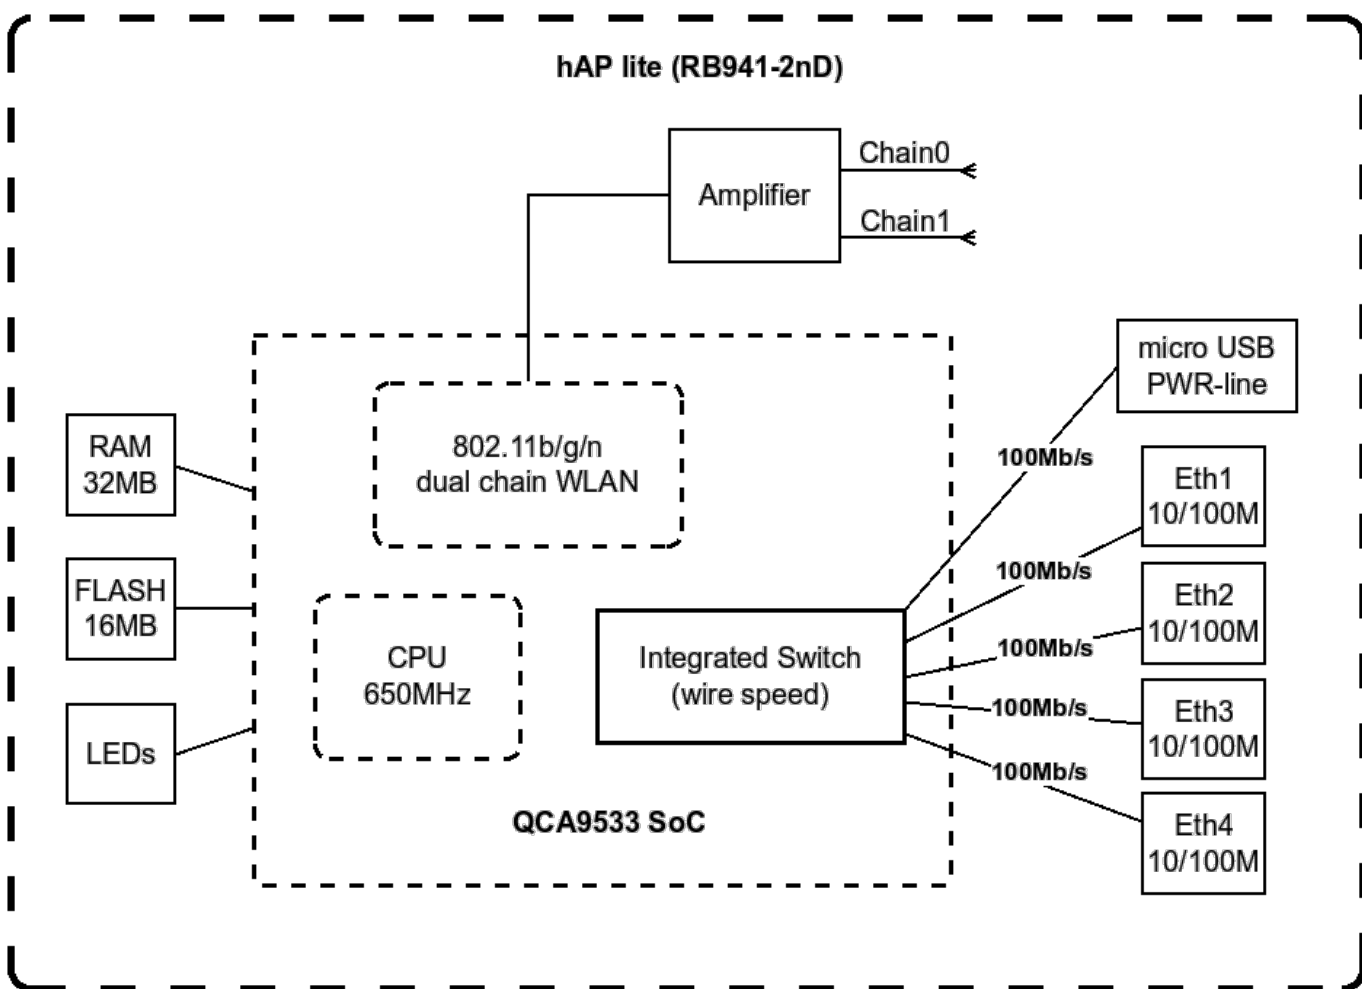 hAP lite (RB941-2nD)
Amplifier
Chain0
Chain1
micro USB
PWR-line
802.11b/g/n
dual chain WLAN
RAM
32MB
100Mb/s
Eth1
10/100M
100Mb/s
FLASH
16MB
Eth2
10/100M
100Mb/s
CPU
650MHz
Integrated Switch
(wire speed)
100Mb/s
Eth3
10/100M
LEDs
100Mb/s
QCA9533 SoC
Eth4
10/100M